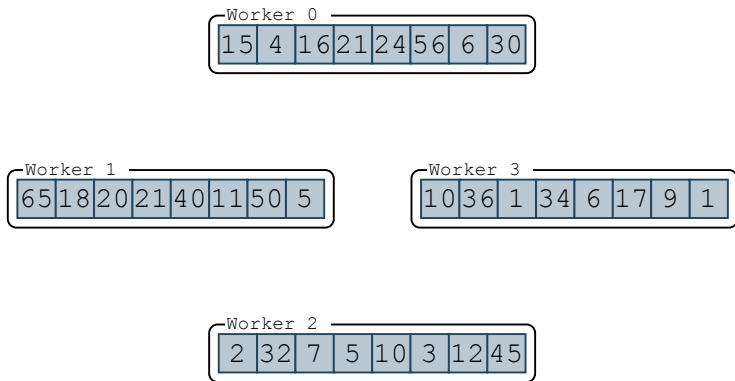 Worker 0
15 4 16 21 24 56 6 30
Worker 1
65 18 20 21 40 11 50 5
Worker 3
10 36 1 34 6 17 9 1
Worker 2
2 32 7 5 10 3 12 45